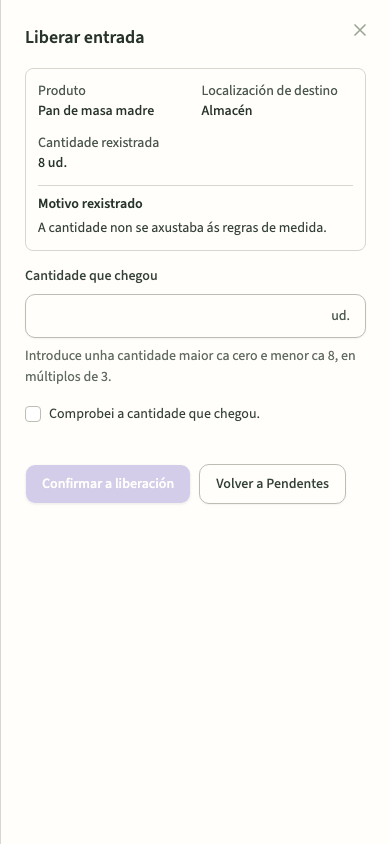 Liberar entrada
Produto
Pan de masa madre
Localización de destino
Almacén
Cantidade rexistrada
8 ud.
Motivo rexistrado
A cantidade non se axustaba ás regras de medida.
Cantidade que chegou
ud.
Introduce unha cantidade maior ca cero e menor ca 8, en
múltiplos de 3.
Comprobei a cantidade que chegou.
Confirmar a liberación
Volver a Pendentes